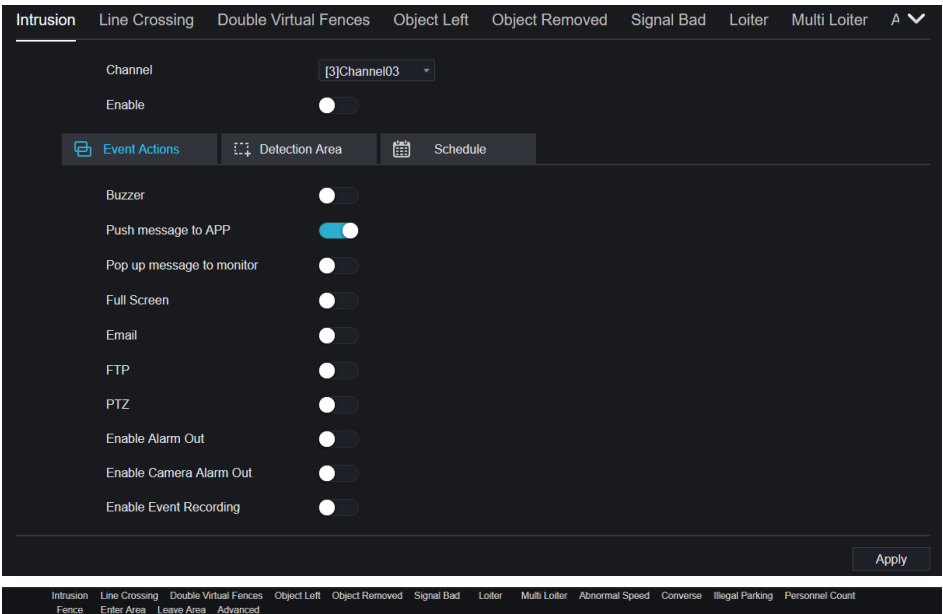 Intrusion Line Crossing Double Virtual Fences Object Left Object Removed Signal Bad Loiter Multi Loiter A
Channel [3]Channel03
Enable
Event Actions Detection Area Schedule
Buzzer
Push message to APP
Pop up message to monitor
Full Screen
Email
FTP
PTZ
Enable Alarm Out
Enable Camera Alarm Out
Enable Event Recording
Apply
Intrusion Line Crossing Double Virtual Fences Object Left Object Removed Signal Bad Loiter Multi Loiter Abnormal Speed Converse Illegal Parking Personnel Count
Fence Enter Area Leave Area Advanced